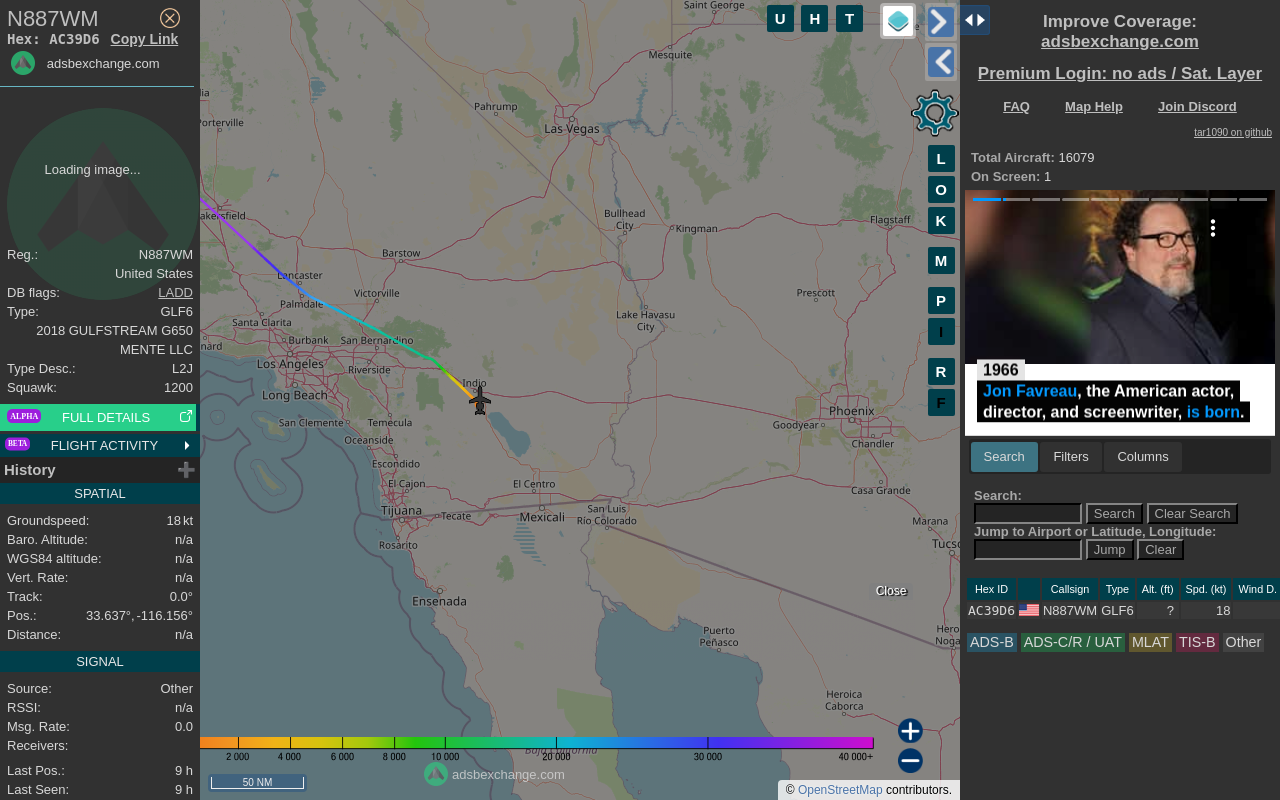 N887WM
Hex: AC39D6 Copy Link
adsbexchange.com
Loading image...
Reg.: N887WM
United States
DB flags: LADD
Type: GLF6
2018 GULFSTREAM G650
MENTE LLC
Type Desc.: L2J
Squawk: 1200
ALPHA FULL DETAILS
BETA FLIGHT ACTIVITY
History
SPATIAL
Groundspeed: 18 kt
Baro. Altitude: n/a
WGS84 altitude: n/a
Vert. Rate: n/a
Track: 0.0°
Pos.: 33.637°, -116.156°
Distance: n/a
SIGNAL
Source: Other
RSSI: n/a
Msg. Rate: 0.0
Receivers:
Last Pos.: 9 h
Last Seen: 9 h
Saint George
Mesquite
Pahrump
Las Vegas
Porterville
akersfield
Bullhead
City
Kingman
Flagstaff
Barstow
Lancaster
Palmdale
Victorville
Prescott
Santa Clarita
Lake Havasu
City
nard
Burbank
San Bernardino
Los Angeles
Riverside
Indio
Long Beach
Phoenix
San Clemente
Temecula
Goodyear
Oceanside
Chandler
Escondido
El Cajon
El Centro
Casa Grande
Tijuana
Tecate
Mexicali
San Luis
Río Colorado
Marana
Rosarito
Tucso
Ensenada
Close
Puerto
Peñasco
Hero
Noga
Heroica
Caborca
Baja California
2 000 4 000 6 000 8 000 10 000 20 000 30 000 40 000+
adsbexchange.com
50 NM
© OpenStreetMap contributors.
U H T
L
O
K
M
P
I
R
F
Improve Coverage:
adsbexchange.com
Premium Login: no ads / Sat. Layer
FAQ Map Help Join Discord
tar1090 on github
Total Aircraft: 16079
On Screen: 1
1966
Jon Favreau, the American actor,
director, and screenwriter, is born.
Search Filters Columns
Search:
Search Clear Search
Jump to Airport or Latitude, Longitude:
Jump Clear
Hex ID Callsign Type Alt. (ft) Spd. (kt) Wind D.
AC39D6 N887WM GLF6 ? 18
ADS-B ADS-C/R / UAT MLAT TIS-B Other